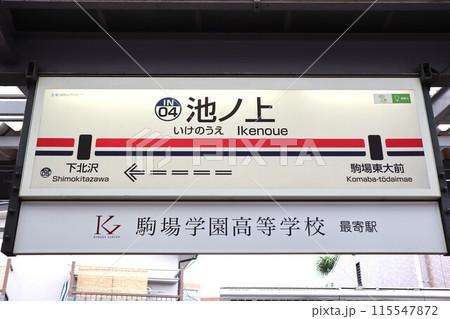 IN
04 池ノ上
いけのうえ Ikenoue
下北沢 駒場東大前
Shimokitazawa Komaba-tōdaimae
駒場学園高等学校 最寄駅
pixta.jp - 115547872